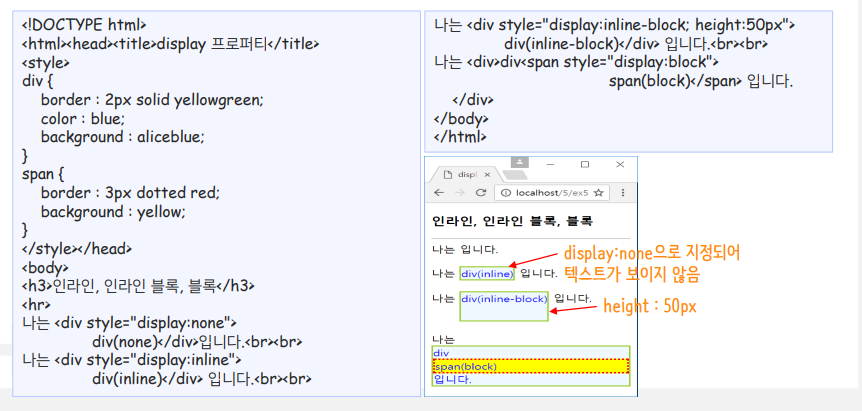 <!DOCTYPE html>
<html><head><title>display 프로퍼티</title>
<style>
div {
border : 2px solid yellowgreen;
color : blue;
background : aliceblue;
}
span {
border : 3px dotted red;
background : yellow;
}
</style></head>
<body>
<h3>인라인, 인라인 블록, 블록</h3>
<hr>
나는 <div style="display:none">
div(none)</div>입니다.<br><br>
나는 <div style="display:inline">
div(inline)</div> 입니다.<br><br>
나는 <div style="display:inline-block; height:50px">
div(inline-block)</div> 입니다.<br><br>
나는 <div>div<span style="display:block">
span(block)</span> 입니다.
</div>
</body>
</html>
displ
localhost/5/ex5
인라인, 인라인 블록, 블록
나는 입니다.
display:none으로 지정되어
텍스트가 보이지 않음
나는 div(inline) 입니다.
나는 div(inline-block) 입니다.
height : 50px
나는
div
span(block)
입니다.